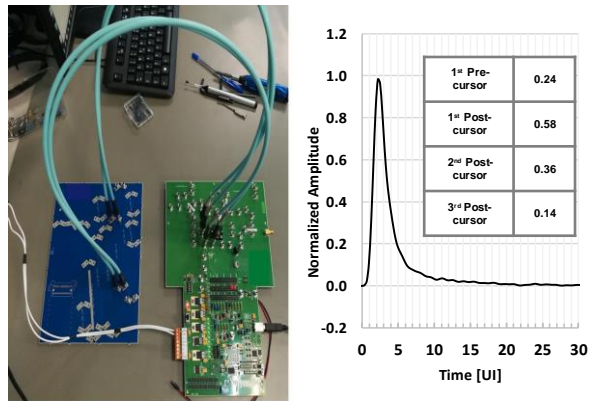 1st Pre-
cursor
0.24
1st Post-
cursor
0.58
2nd Post-
cursor
0.36
3rd Post-
cursor
0.14
Normalized Amplitude
1.2
1.0
0.8
0.6
0.4
0.2
0.0
-0.2
0 5 10 15 20 25 30
Time [UI]